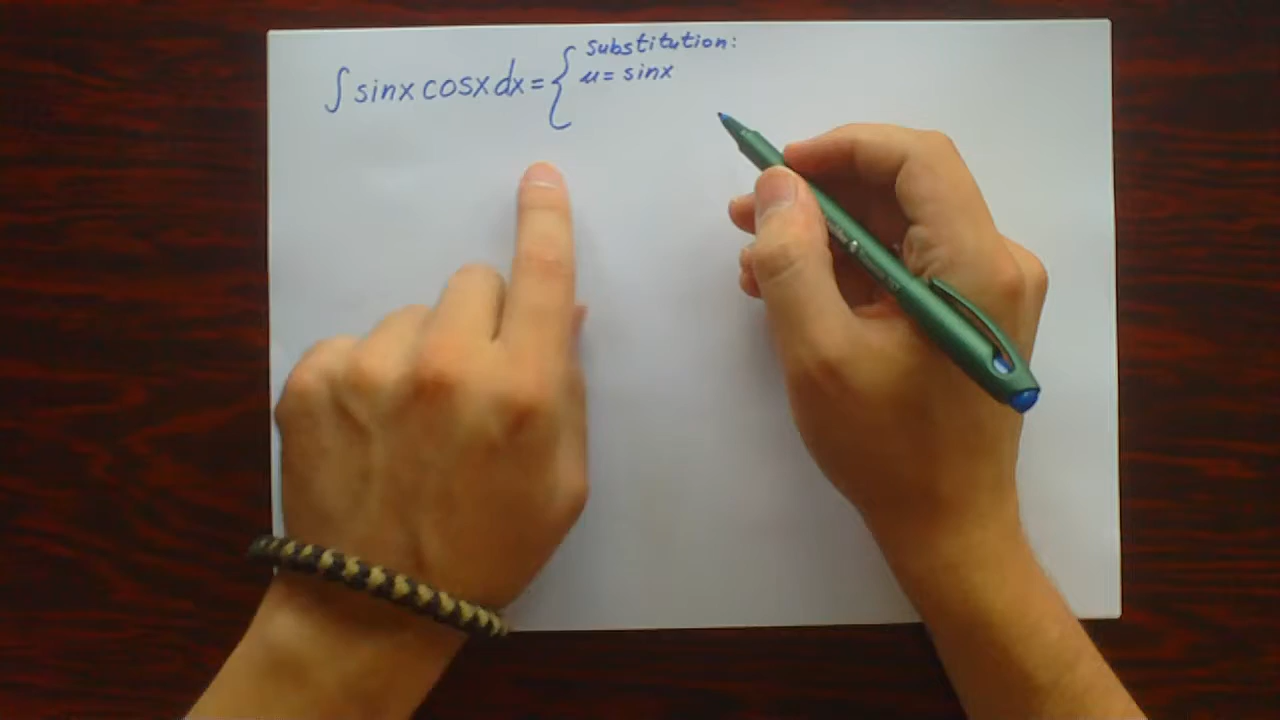 ∫ sinx cosx dx = {
Substitution:
u = sinx